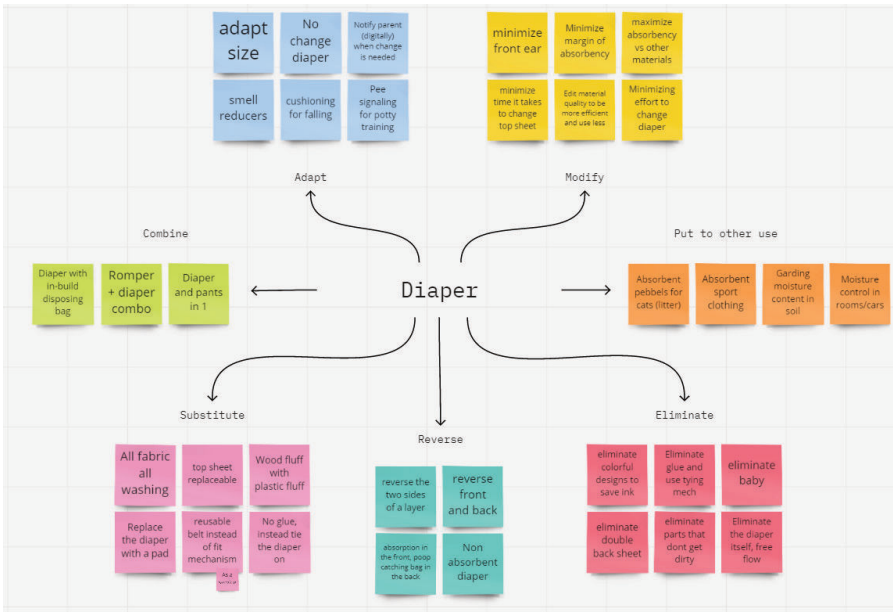 adapt
size
No
change
diaper
Notify parent
(digitally)
when change
is needed
smell
reducers
cushioning
for falling
Pee
signaling
for potty
training
Adapt
minimize
front ear
Minimize
margin of
absorbency
maximize
absorbency
vs other
materials
minimize
time it takes
to change
top sheet
Edit material
quality to be
more efficient
and use less
Minimizing
effort to
change
diaper
Modify
Combine
Diaper with
in-build
disposing
bag
Romper
+ diaper
combo
Diaper
and pants
in 1
Diaper
Put to other use
Absorbent
pebbels for
cats (litter)
Absorbent
sport
clothing
Garding
moisture
content in
soil
Moisture
control in
rooms/cars
Substitute
All fabric
all
washing
top sheet
replaceable
Wood fluff
with
plastic fluff
Replace
the diaper
with a pad
reusable
belt instead
of fit
mechanism
No glue,
instead tie
the diaper
on
Reverse
reverse the
two sides
of a layer
reverse
front and
back
absorption in
the front, poop
catching bag in
the back
Non
absorbent
diaper
Eliminate
eliminate
colorful
designs to
save ink
Eliminate
glue and
use tying
mech
eliminate
baby
eliminate
double
back sheet
eliminate
parts that
dont get
dirty
Eliminate
the diaper
itself, free
flow